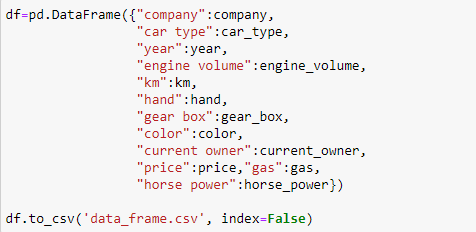 df=pd.DataFrame({"company":company,
"car type":car_type,
"year":year,
"engine volume":engine_volume,
"km":km,
"hand":hand,
"gear box":gear_box,
"color":color,
"current owner":current_owner,
"price":price,"gas":gas,
"horse power":horse_power})
df.to_csv('data_frame.csv', index=False)